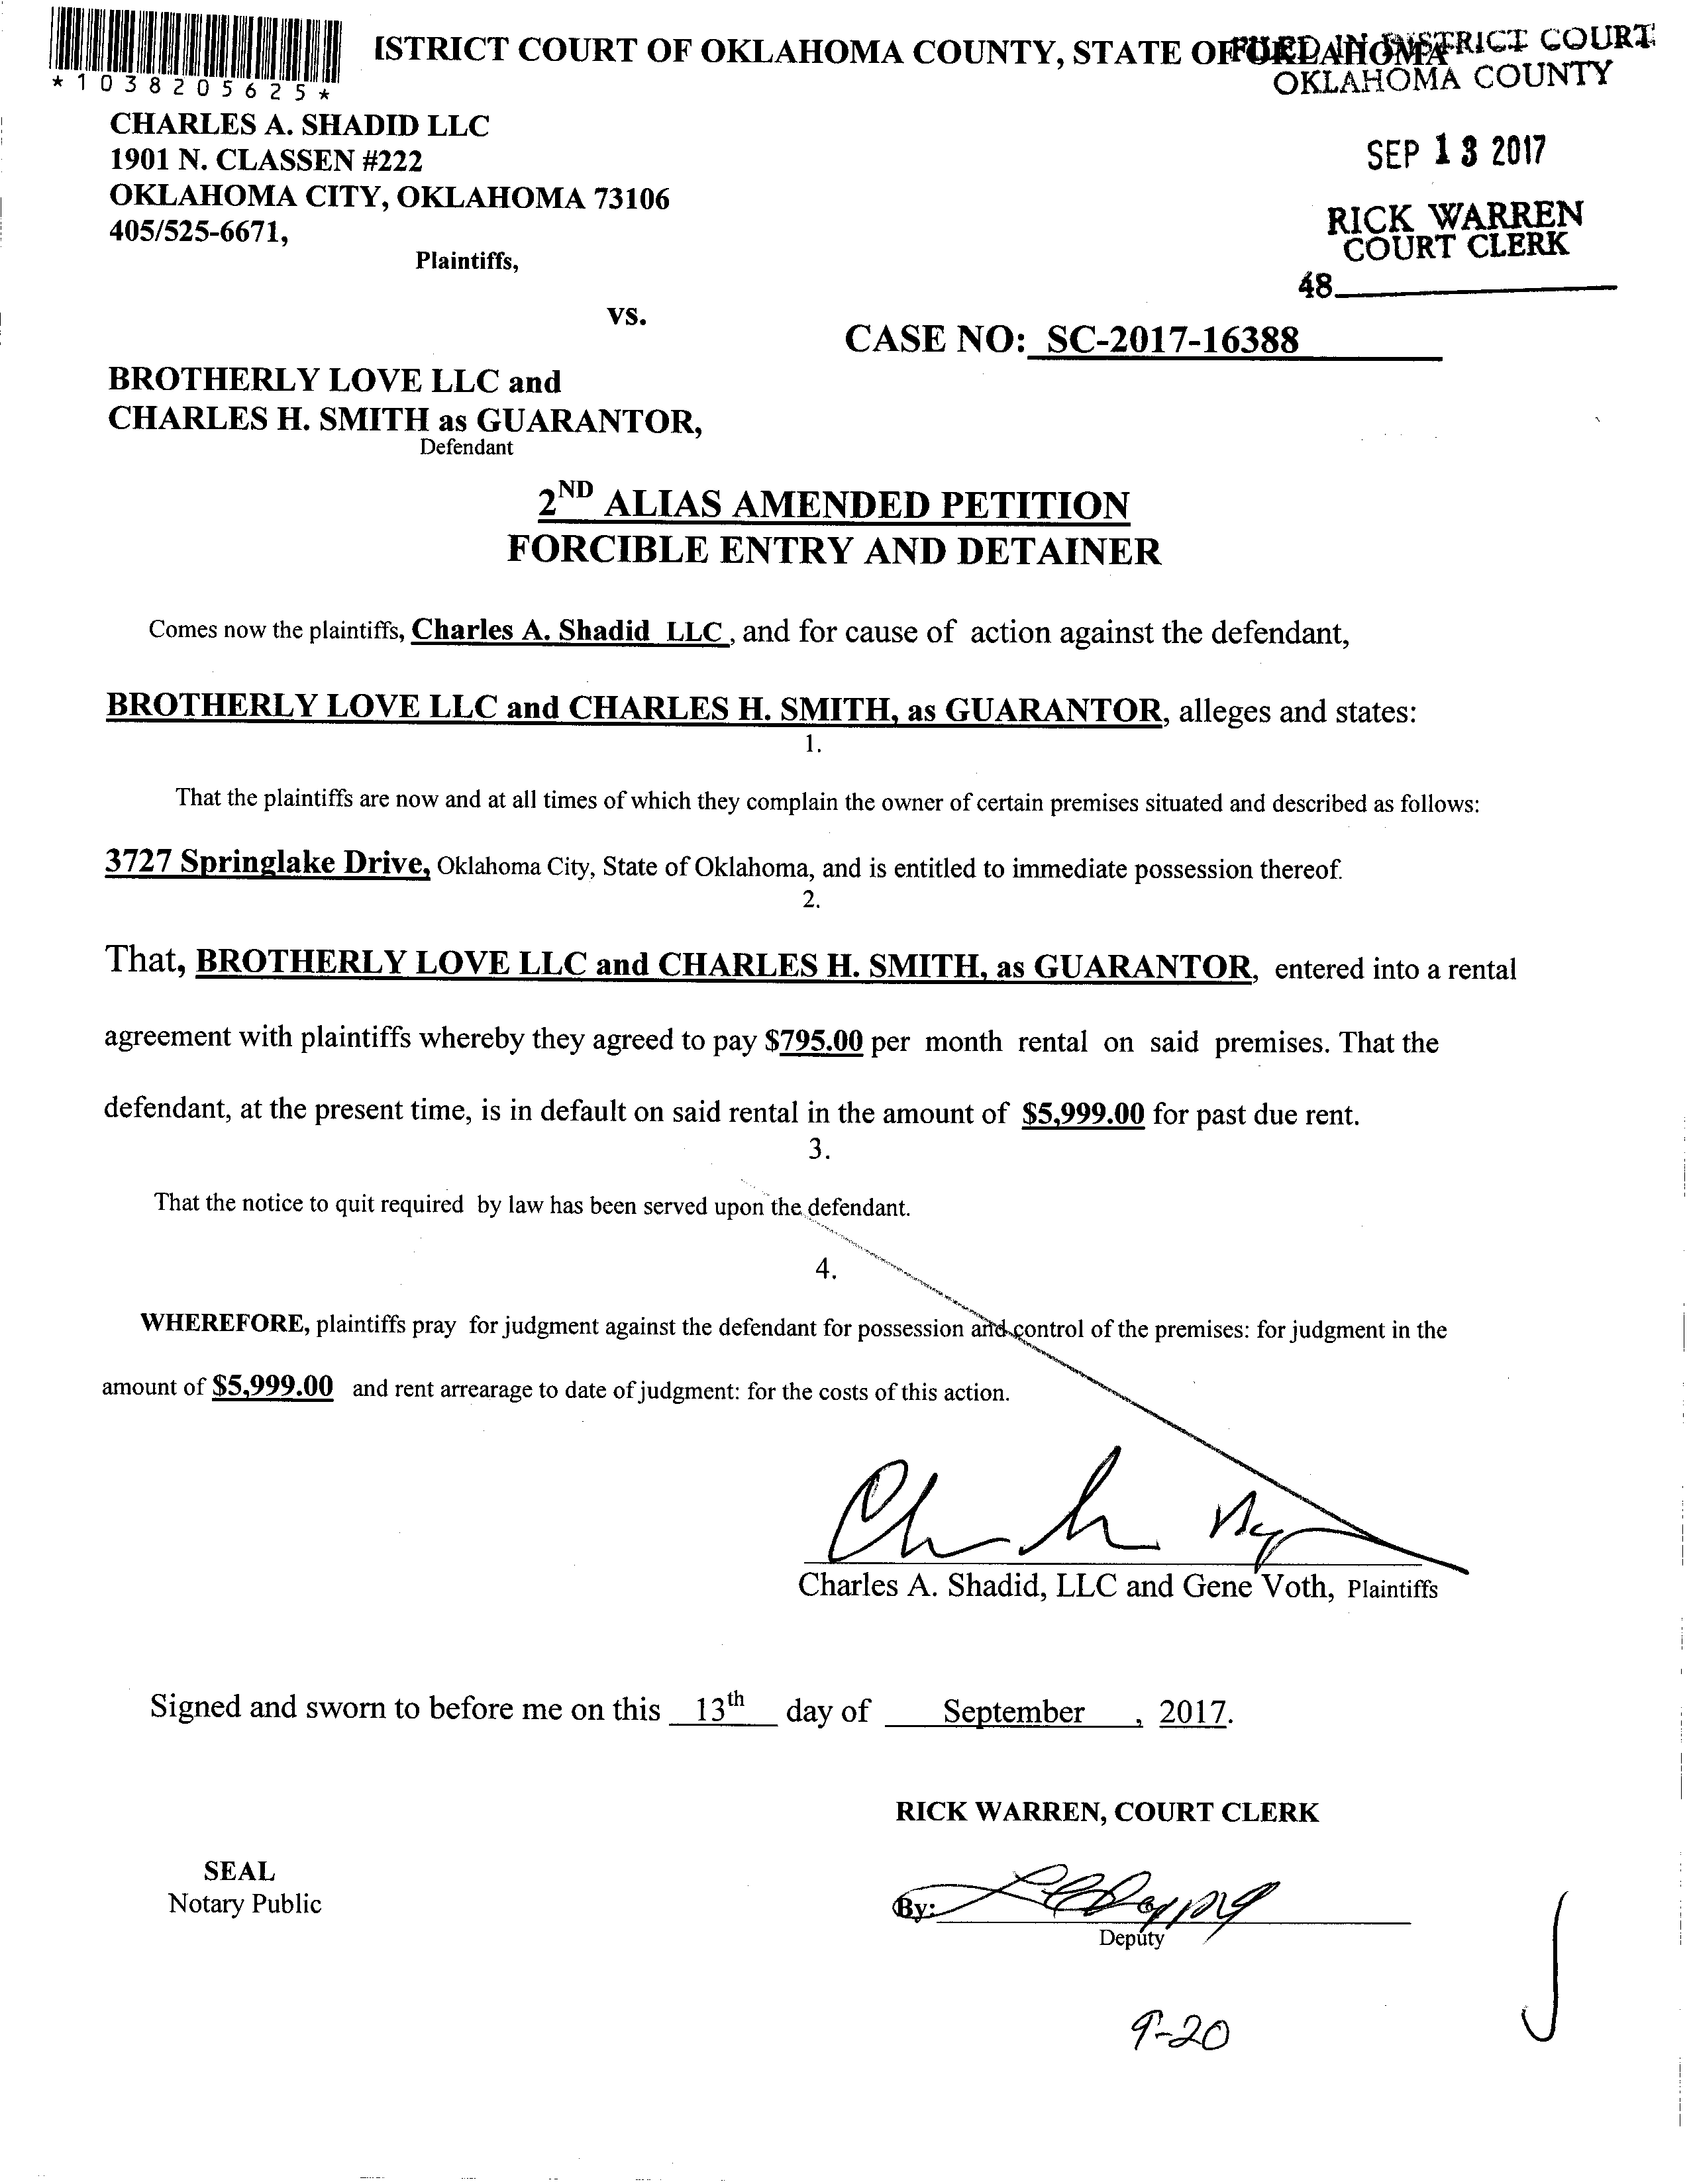 ISTRICT COURT OF OKLAHOMA COUNTY, STATE OF OKLAHOMA
FILED IN DISTRICT COURT
OKLAHOMA COUNTY
*1038205625*
CHARLES A. SHADID LLC
1901 N. CLASSEN #222
OKLAHOMA CITY, OKLAHOMA 73106
405/525-6671,
Plaintiffs,
SEP 13 2017
RICK WARREN
COURT CLERK
48
vs.
CASE NO: SC-2017-16388
BROTHERLY LOVE LLC and
CHARLES H. SMITH as GUARANTOR,
Defendant
2ND ALIAS AMENDED PETITION
FORCIBLE ENTRY AND DETAINER
Comes now the plaintiffs, Charles A. Shadid LLC , and for cause of action against the defendant,
BROTHERLY LOVE LLC and CHARLES H. SMITH, as GUARANTOR, alleges and states:
1.
That the plaintiffs are now and at all times of which they complain the owner of certain premises situated and described as follows:
3727 Springlake Drive, Oklahoma City, State of Oklahoma, and is entitled to immediate possession thereof.
2.
That, BROTHERLY LOVE LLC and CHARLES H. SMITH, as GUARANTOR, entered into a rental
agreement with plaintiffs whereby they agreed to pay $795.00 per month rental on said premises. That the
defendant, at the present time, is in default on said rental in the amount of $5,999.00 for past due rent.
3.
That the notice to quit required by law has been served upon the defendant.
4.
WHEREFORE, plaintiffs pray for judgment against the defendant for possession and control of the premises: for judgment in the
amount of $5,999.00 and rent arrearage to date of judgment: for the costs of this action.
Charles A. Shadid, LLC and Gene Voth, Plaintiffs
Signed and sworn to before me on this 13th day of September , 2017.
RICK WARREN, COURT CLERK
SEAL
Notary Public
By:
Deputy
9-20